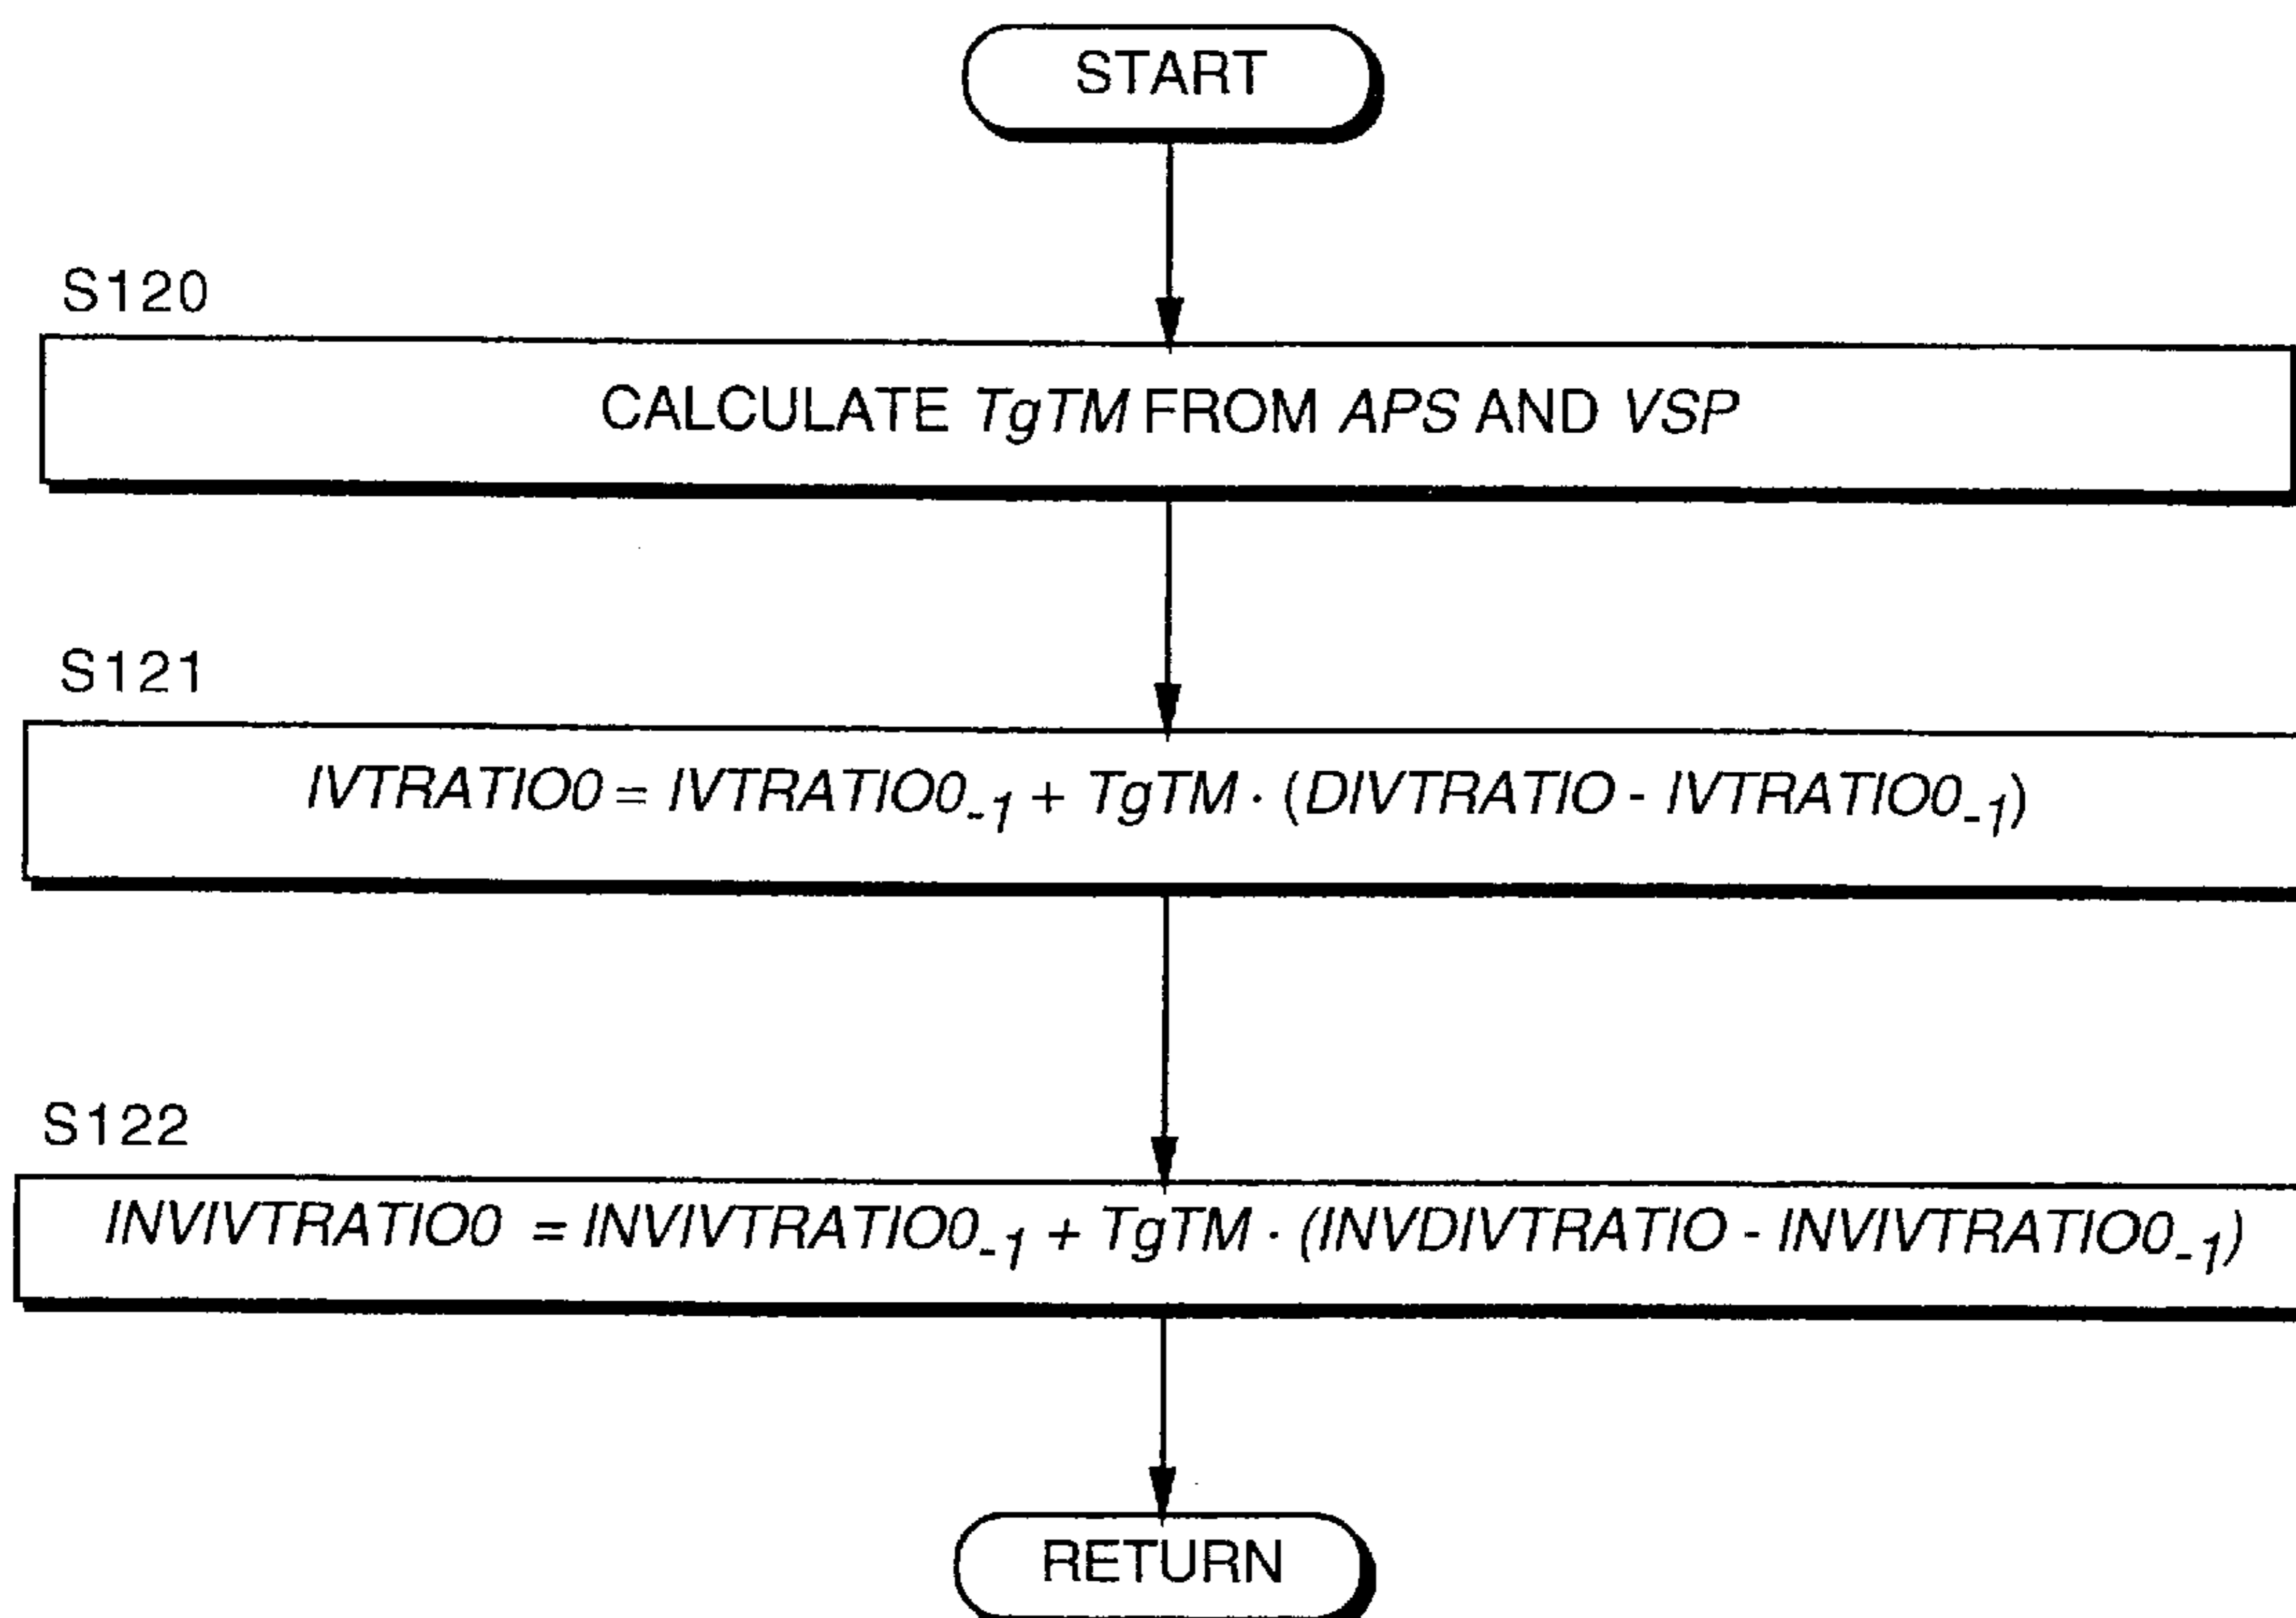 START
S120
CALCULATE TgTM FROM APS AND VSP
S121
IVTRATIO0 = IVTRATIO0-1 + TgTM · (DIVTRATIO - IVTRATIO0-1)
S122
INVIVTRATIO0 = INVIVTRATIO0-1 + TgTM · (INVDIVTRATIO - INVIVTRATIO0-1)
RETURN